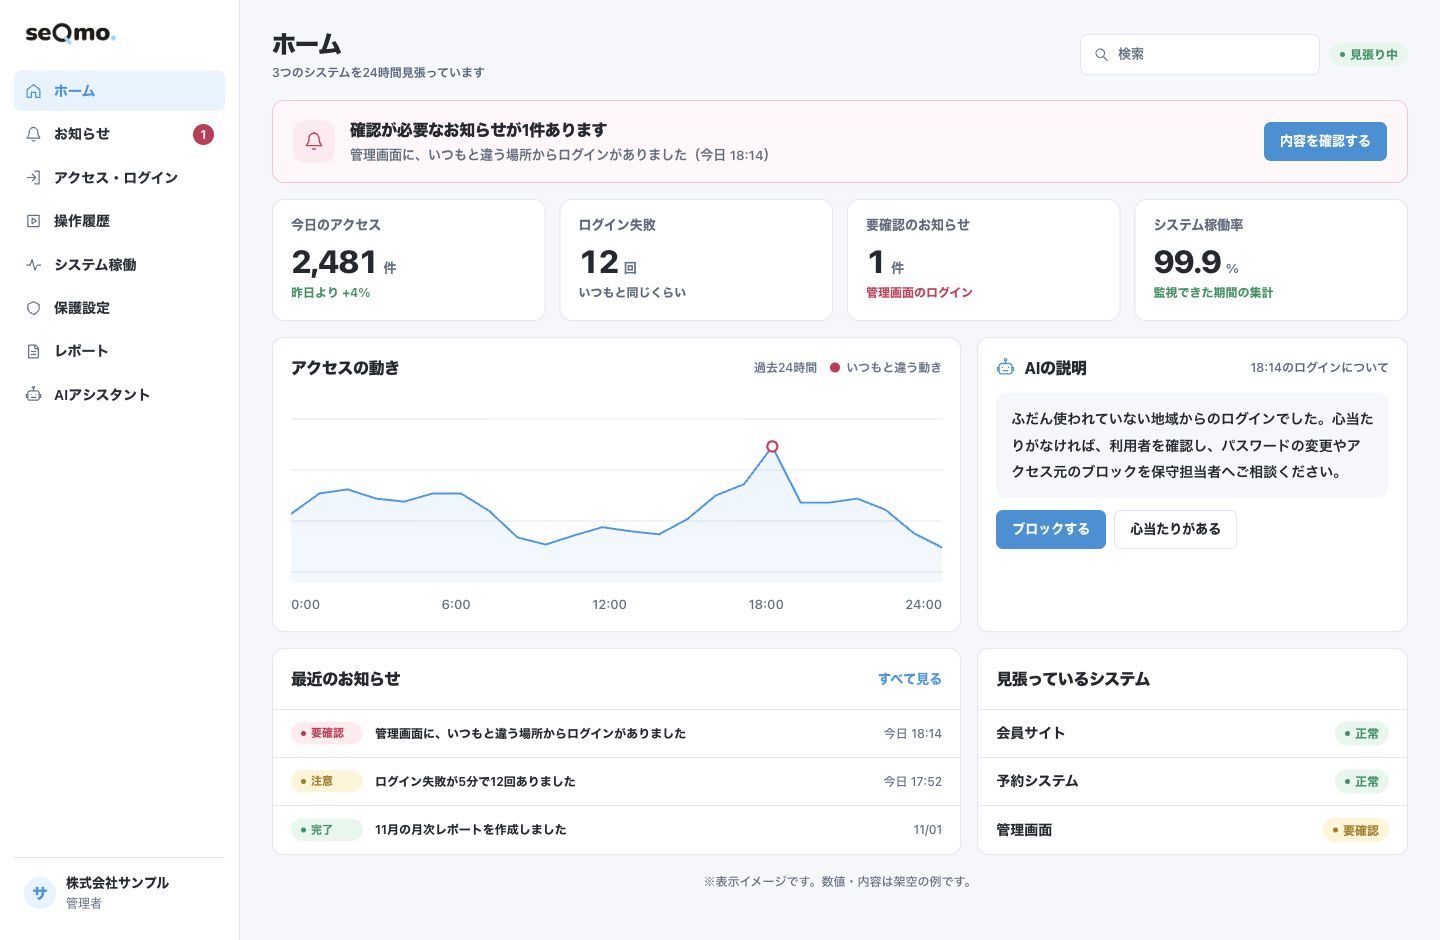 seQmo.
ホーム
お知らせ
1
アクセス・ログイン
操作履歴
システム稼働
保護設定
レポート
AIアシスタント
サ
株式会社サンプル
管理者
ホーム
3つのシステムを24時間見張っています
検索
見張り中
確認が必要なお知らせが1件あります
管理画面に、いつもと違う場所からログインがありました（今日 18:14）
内容を確認する
今日のアクセス
2,481 件
昨日より +4%
ログイン失敗
12 回
いつもと同じくらい
要確認のお知らせ
1 件
管理画面のログイン
システム稼働率
99.9 %
監視できた期間の集計
アクセスの動き
過去24時間
いつもと違う動き
0:00
6:00
12:00
18:00
24:00
AIの説明
18:14のログインについて
ふだん使われていない地域からのログインでした。心当た
りがなければ、利用者を確認し、パスワードの変更やア
クセス元のブロックを保守担当者へご相談ください。
ブロックする
心当たりがある
最近のお知らせ
すべて見る
要確認
管理画面に、いつもと違う場所からログインがありました
今日 18:14
注意
ログイン失敗が5分で12回ありました
今日 17:52
完了
11月の月次レポートを作成しました
11/01
見張っているシステム
会員サイト
正常
予約システム
正常
管理画面
要確認
※表示イメージです。数値・内容は架空の例です。